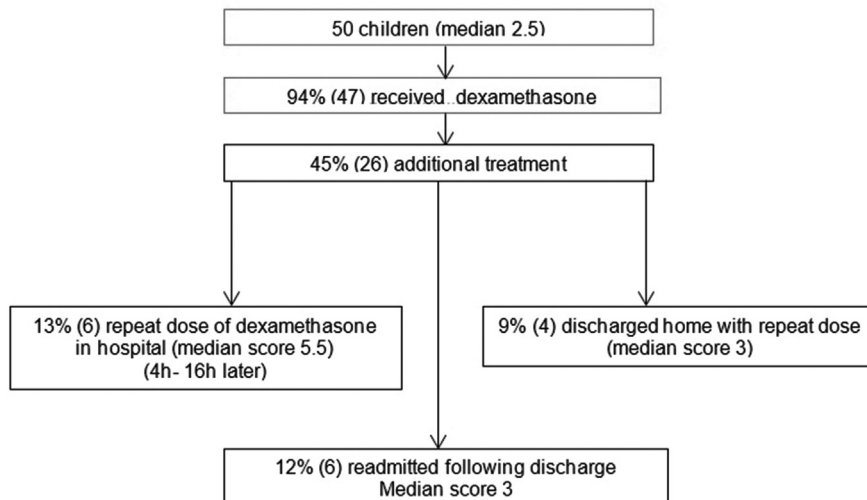 50 children (median 2.5)
94% (47) received..dexamethasone
45% (26) additional treatment
13% (6) repeat dose of dexamethasone
in hospital (median score 5.5)
(4h- 16h later)
9% (4) discharged home with repeat dose
(median score 3)
12% (6) readmitted following discharge
Median score 3